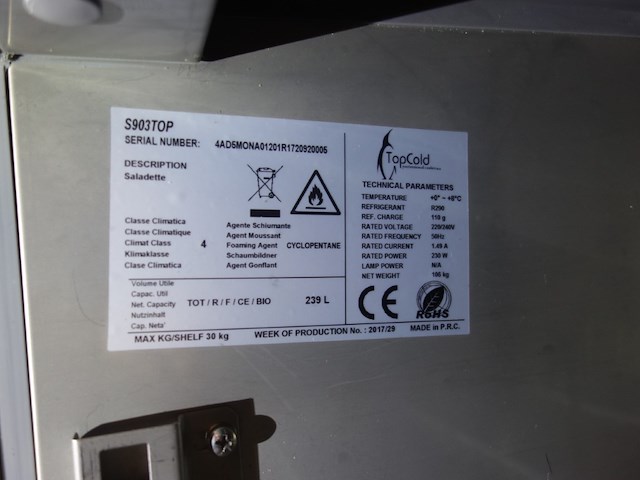 S903TOP
SERIAL NUMBER: 4AD5MONA01201R1720920005
DESCRIPTION
Saladette
Classe Climatica
Classe Climatique
Climat Class 4
Klimaklasse
Clase Climatica
Agente Schiumante
Agent Moussant
Foaming Agent CYCLOPENTANE
Schaumbildner
Agent Gonflant
Volume Utile
Capac. Util
Net. Capacity TOT / R / F / CE / BIO 239 L
Nutzinhalt
Cap. Neta'
MAX KG/SHELF 30 kg WEEK OF PRODUCTION No. : 2017/29 MADE in P.R.C.
TopCold
TECHNICAL PARAMETERS
TEMPERATURE +0° ~ +8°C
REFRIGERANT R290
REF. CHARGE 110 g
RATED VOLTAGE 220/240V
RATED FREQUENCY 50Hz
RATED CURRENT 1.49 A
RATED POWER 230 W
LAMP POWER N/A
NET WEIGHT kg
CE
RoHS